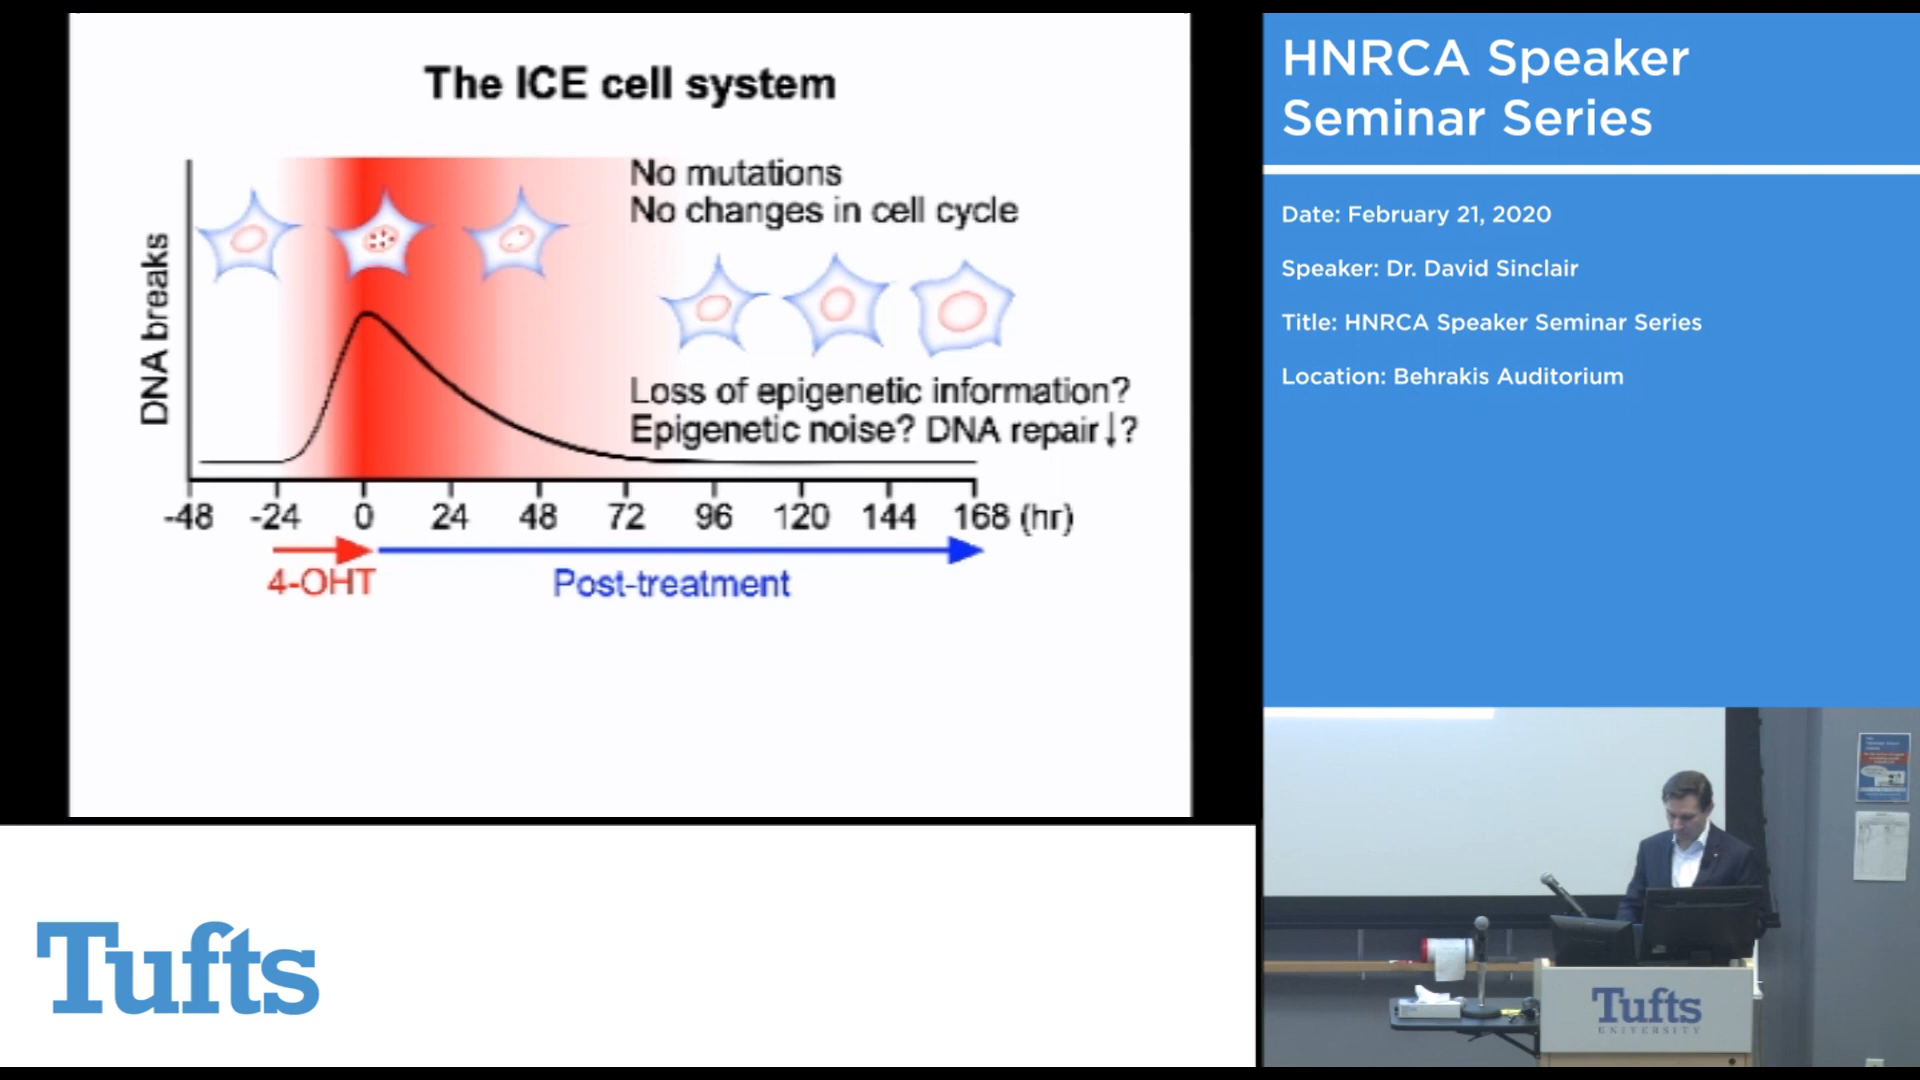 The ICE cell system
No mutations
No changes in cell cycle
DNA breaks
Loss of epigenetic information?
Epigenetic noise? DNA repair↓?
-48 -24 0 24 48 72 96 120 144 168 (hr)
4-OHT
Post-treatment
HNRCA Speaker
Seminar Series
Date: February 21, 2020
Speaker: Dr. David Sinclair
Title: HNRCA Speaker Seminar Series
Location: Behrakis Auditorium
Tufts
Tufts
UNIVERSITY